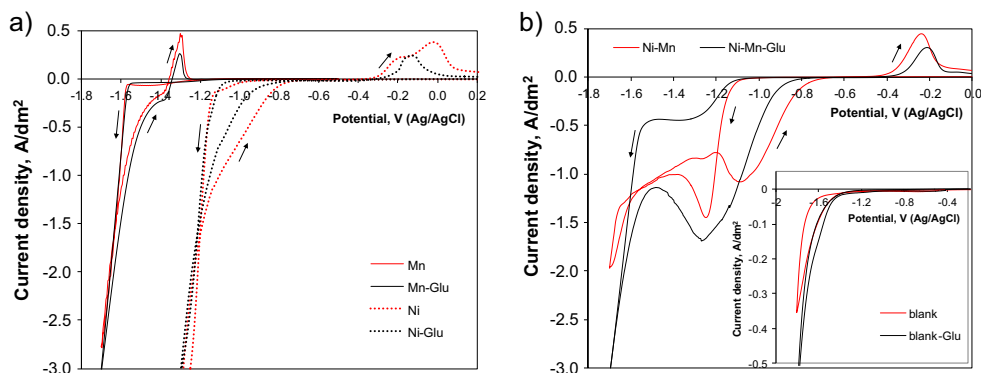 a)
0.5
0.0
-0.5
-1.0
-1.5
-2.0
-2.5
-3.0
-1.8 -1.6 -1.4 -1.2 -1.0 -0.8 -0.6 -0.4 -0.2 0.0 0.2
Potential, V (Ag/AgCl)
Current density, A/dm²
Mn
Mn-Glu
Ni
Ni-Glu
b)
Ni-Mn Ni-Mn-Glu
0.5
0.0
-0.5
-1.0
-1.5
-2.0
-2.5
-3.0
-1.8 -1.6 -1.4 -1.2 -1.0 -0.8 -0.6 -0.4 -0.2 0.0
Potential, V (Ag/AgCl)
Current density, A/dm²
0
-0.1
-0.2
-0.3
-0.4
-0.5
-2 -1.6 -1.2 -0.8 -0.4
Potential, V (Ag/AgCl)
Current density, A/dm²
blank
blank-Glu